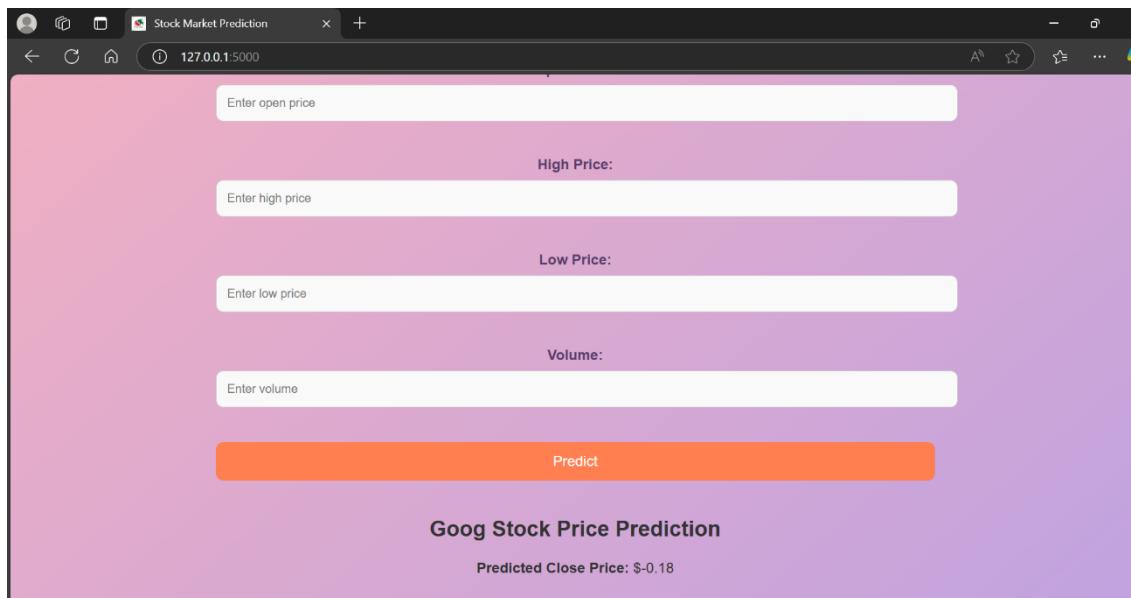 Stock Market Prediction
127.0.0.1:5000
Enter open price
High Price:
Enter high price
Low Price:
Enter low price
Volume:
Enter volume
Predict
Goog Stock Price Prediction
Predicted Close Price: $-0.18